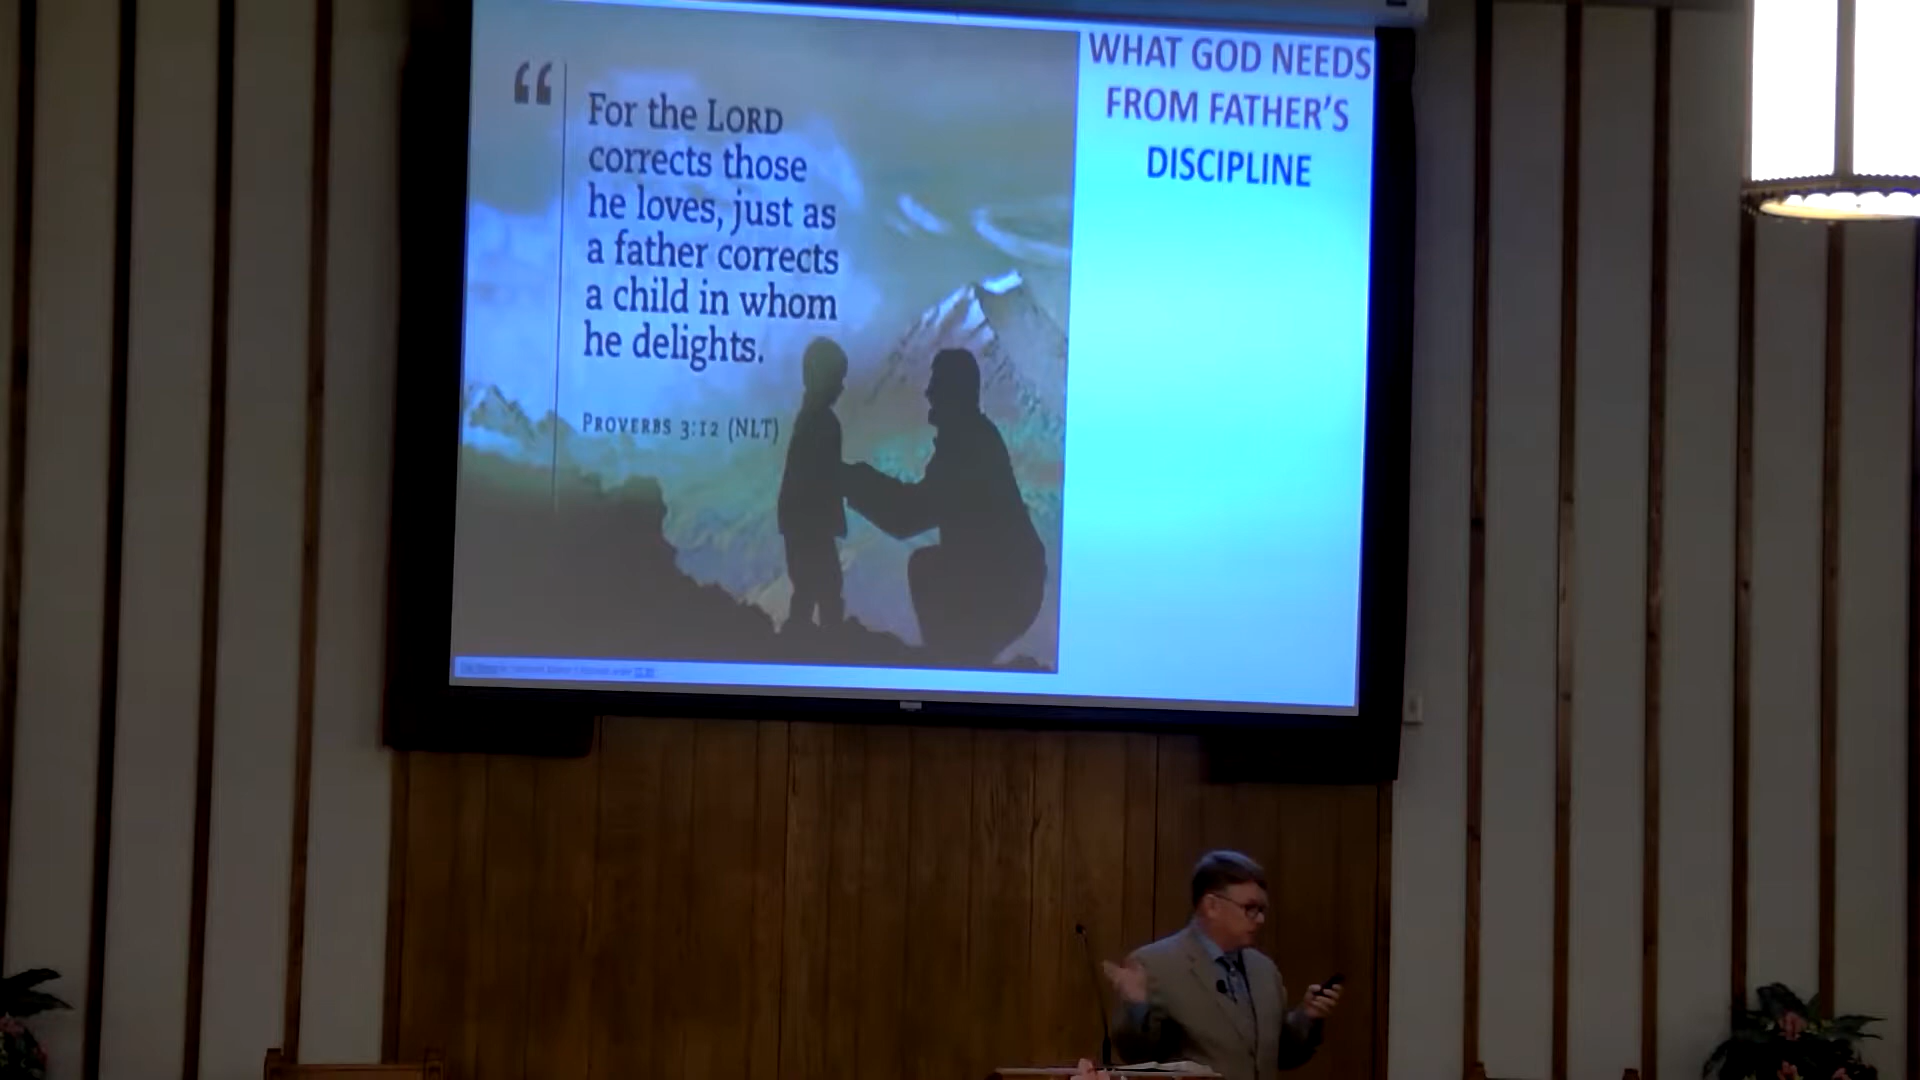 “
For the LORD
corrects those
he loves, just as
a father corrects
a child in whom
he delights.
PROVERBS 3:12 (NLT)
WHAT GOD NEEDS
FROM FATHER’S
DISCIPLINE